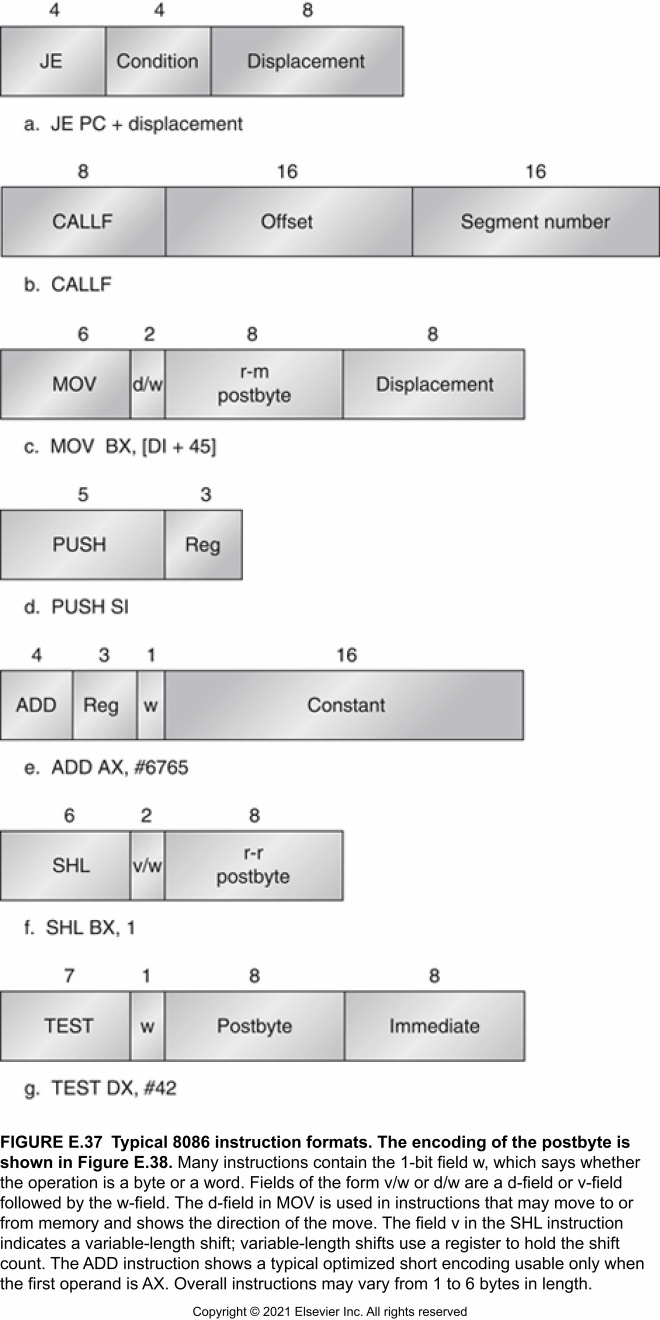 4 4 8
JE Condition Displacement
a. JE PC + displacement
8 16 16
CALLF Offset Segment number
b. CALLF
6 2 8 8
MOV d/w r-m postbyte Displacement
c. MOV BX, [DI + 45]
5 3
PUSH Reg
d. PUSH SI
4 3 1 16
ADD Reg w Constant
e. ADD AX, #6765
6 2 8
SHL v/w r-r postbyte
f. SHL BX, 1
7 1 8 8
TEST w Postbyte Immediate
g. TEST DX, #42
FIGURE E.37 Typical 8086 instruction formats. The encoding of the postbyte is
shown in Figure E.38. Many instructions contain the 1-bit field w, which says whether
the operation is a byte or a word. Fields of the form v/w or d/w are a d-field or v-field
followed by the w-field. The d-field in MOV is used in instructions that may move to or
from memory and shows the direction of the move. The field v in the SHL instruction
indicates a variable-length shift; variable-length shifts use a register to hold the shift
count. The ADD instruction shows a typical optimized short encoding usable only when
the first operand is AX. Overall instructions may vary from 1 to 6 bytes in length.
Copyright © 2021 Elsevier Inc. All rights reserved